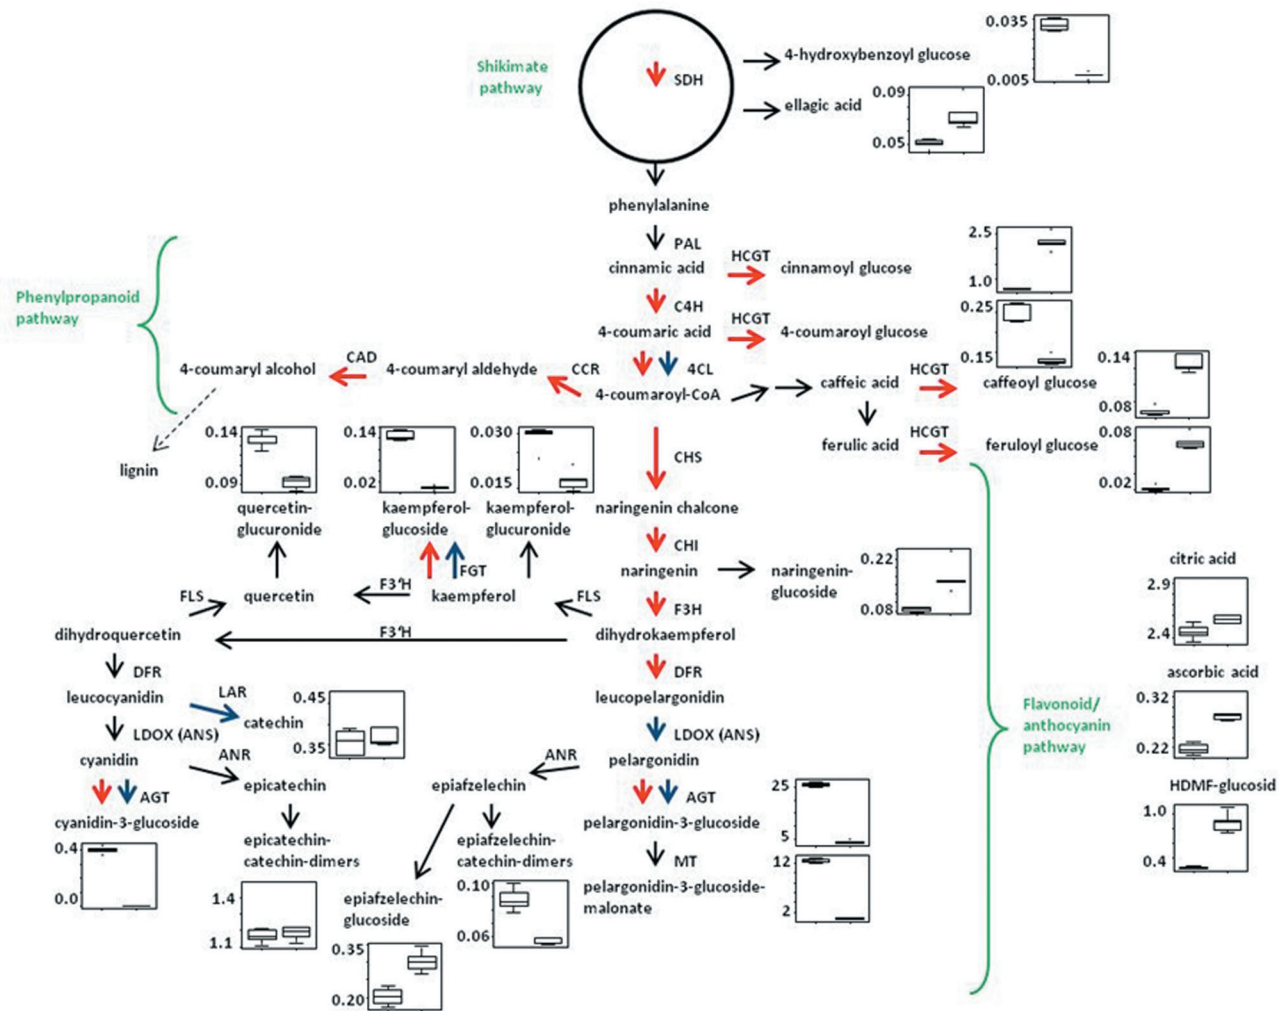 0.035
4-hydroxybenzoyl glucose
0.005
Shikimate
pathway
SDH
0.09
ellagic acid
0.05
phenylalanine
PAL
2.5
1.0
cinnamic acid
HCGT
cinnamoyl glucose
C4H
0.25
0.15
4-coumaric acid
HCGT
4-coumaroyl glucose
Phenylpropanoid
pathway
4-coumaryl alcohol
CAD
4-coumaryl aldehyde
CCR
4CL
4-coumaroyl-CoA
caffeic acid
HCGT
caffeoyl glucose
0.14
0.08
ferulic acid
HCGT
feruloyl glucose
0.08
0.02
lignin
0.14
0.09
0.14
0.02
0.030
0.015
CHS
quercetin-
glucuronide
kaempferol-
glucoside
kaempferol-
glucuronide
naringenin chalcone
CHI
FGT
naringenin
naringenin-
glucoside
0.22
0.08
citric acid
2.9
2.4
FLS
quercetin
F3'H
kaempferol
FLS
F3H
dihydroquercetin
F3'H
dihydrokaempferol
DFR
DFR
ascorbic acid
0.32
0.22
leucocyanidin
LAR
catechin
0.45
0.35
leucopelargonidin
Flavonoid/
anthocyanin
pathway
LDOX (ANS)
LDOX (ANS)
cyanidin
ANR
epicatechin
epiafzelechin
ANR
pelargonidin
HDMF-glucosid
1.0
0.4
AGT
AGT
25
5
cyanidin-3-glucoside
0.4
0.0
epicatechin-
catechin-dimers
1.4
1.1
epiafzelechin-
catechin-dimers
0.10
0.06
pelargonidin-3-glucoside
MT
12
2
pelargonidin-3-glucoside-
malonate
epiafzelechin-
glucoside
0.35
0.20